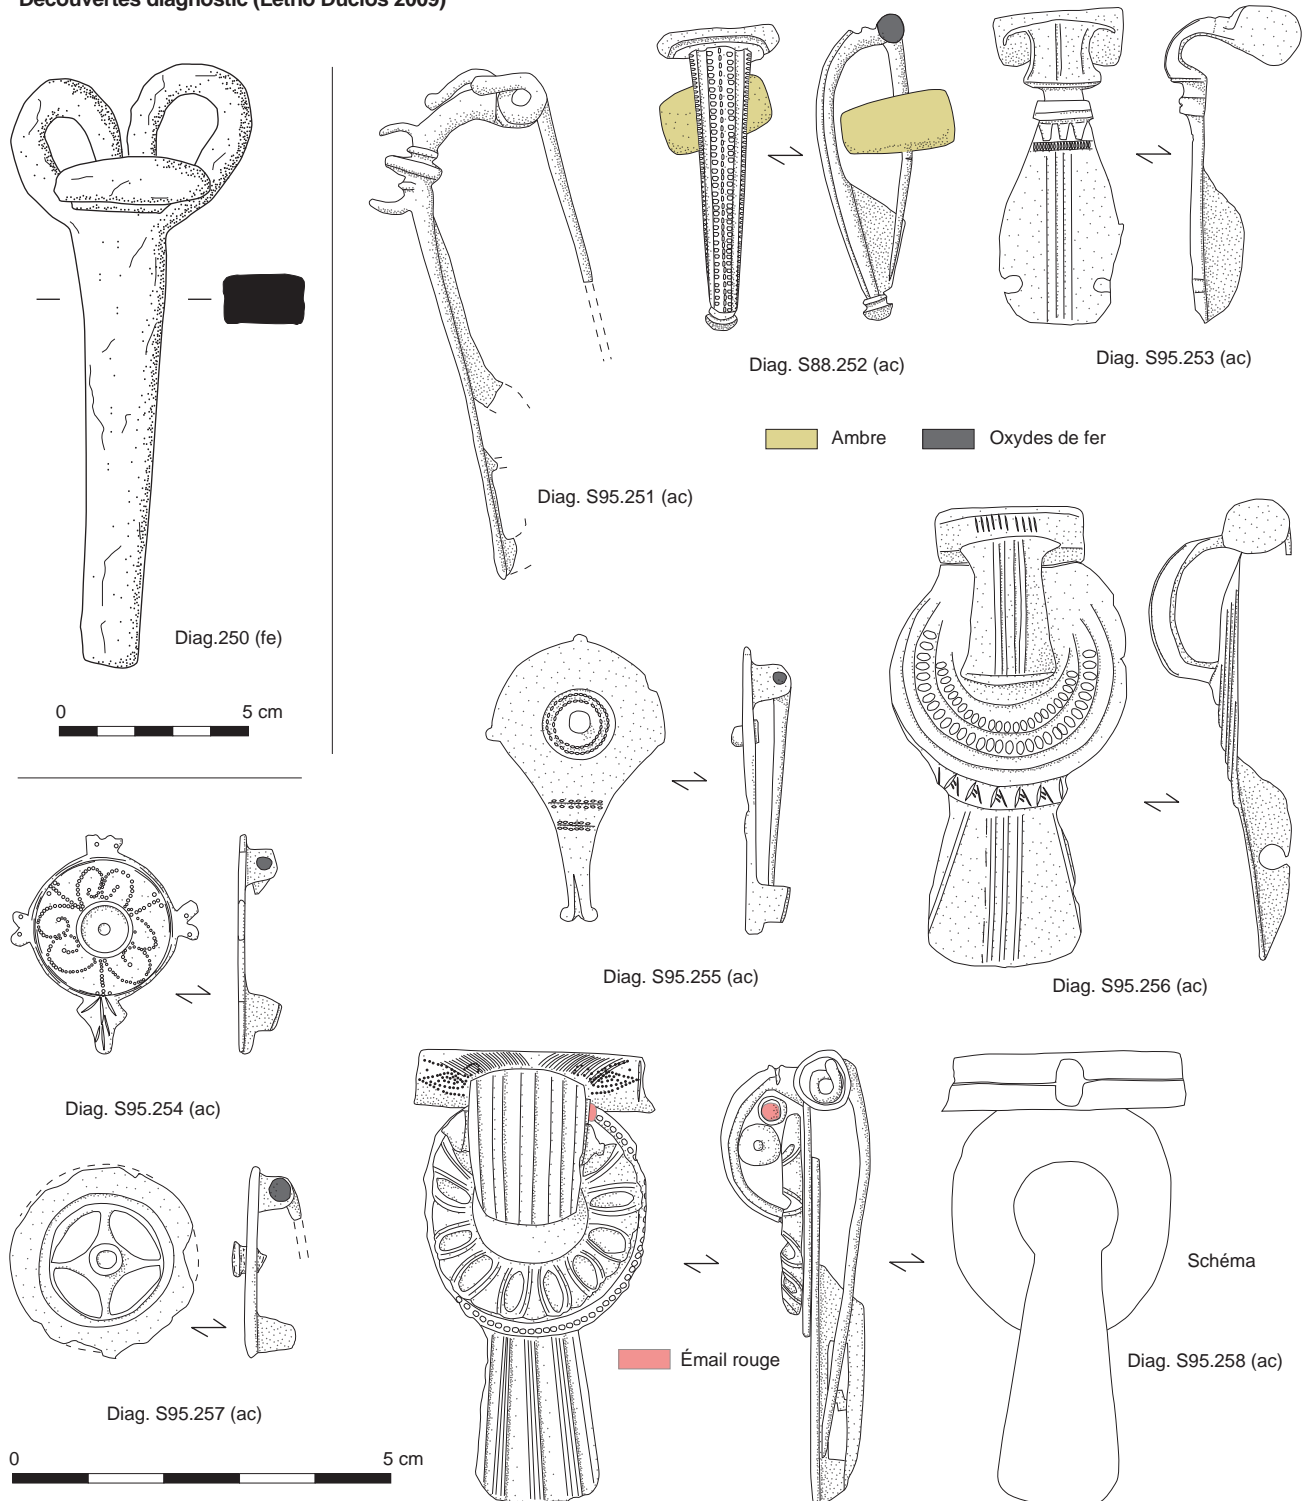 Découvertes diagnostic (Letho Duclos 2009)
Diag. S88.252 (ac)
Diag. S95.253 (ac)
Ambre
Oxydes de fer
Diag. S95.251 (ac)
Diag.250 (fe)
0 5 cm
Diag. S95.255 (ac)
Diag. S95.256 (ac)
Diag. S95.254 (ac)
Schéma
Émail rouge
Diag. S95.258 (ac)
Diag. S95.257 (ac)
0 5 cm